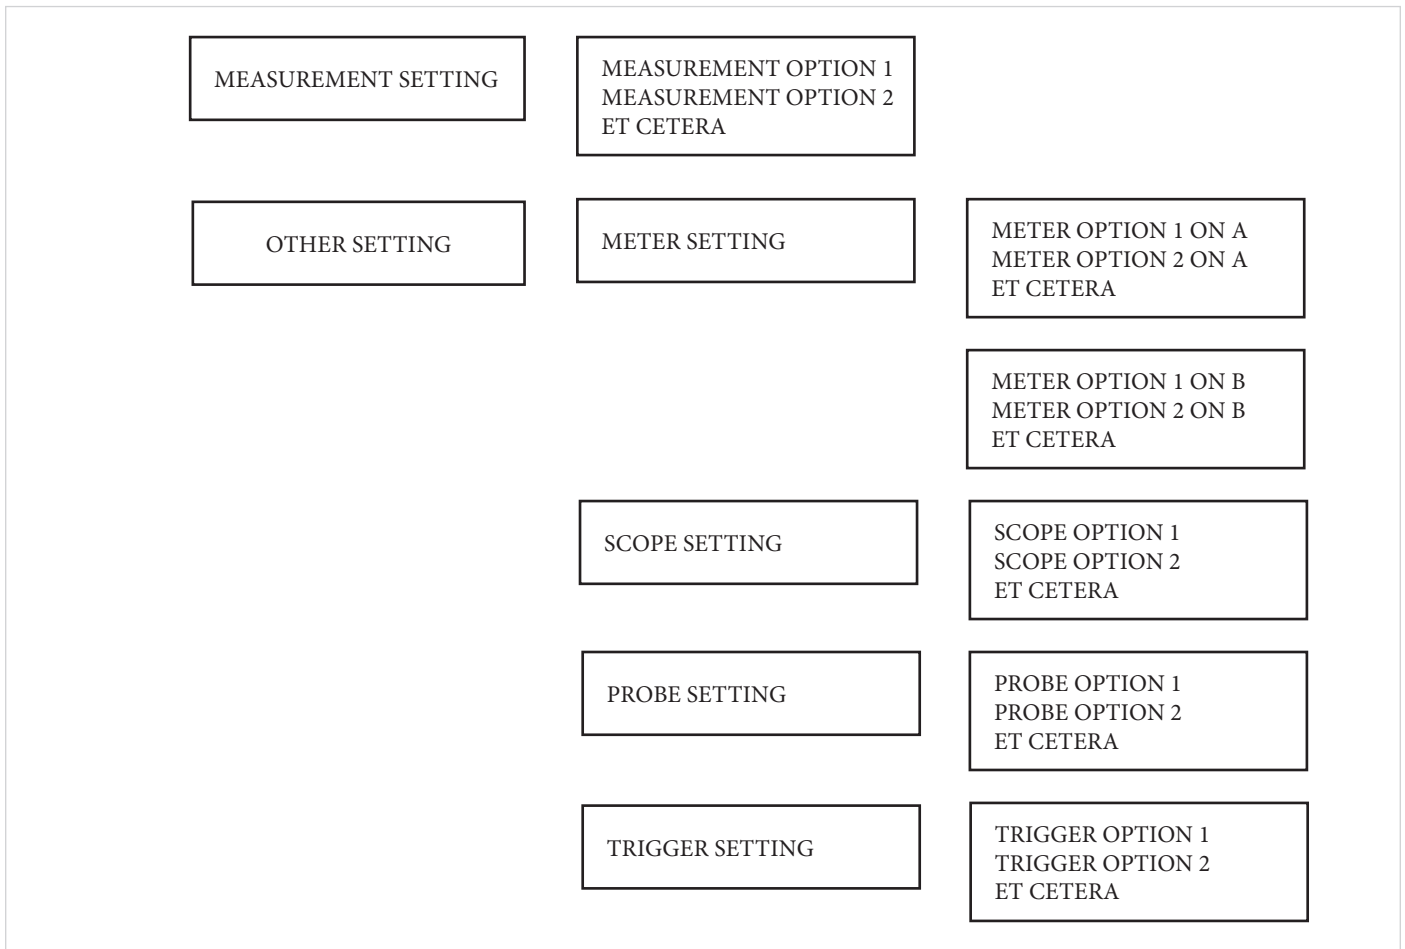 MEASUREMENT SETTING
MEASUREMENT OPTION 1
MEASUREMENT OPTION 2
ET CETERA
OTHER SETTING
METER SETTING
METER OPTION 1 ON A
METER OPTION 2 ON A
ET CETERA
METER OPTION 1 ON B
METER OPTION 2 ON B
ET CETERA
SCOPE SETTING
SCOPE OPTION 1
SCOPE OPTION 2
ET CETERA
PROBE SETTING
PROBE OPTION 1
PROBE OPTION 2
ET CETERA
TRIGGER SETTING
TRIGGER OPTION 1
TRIGGER OPTION 2
ET CETERA